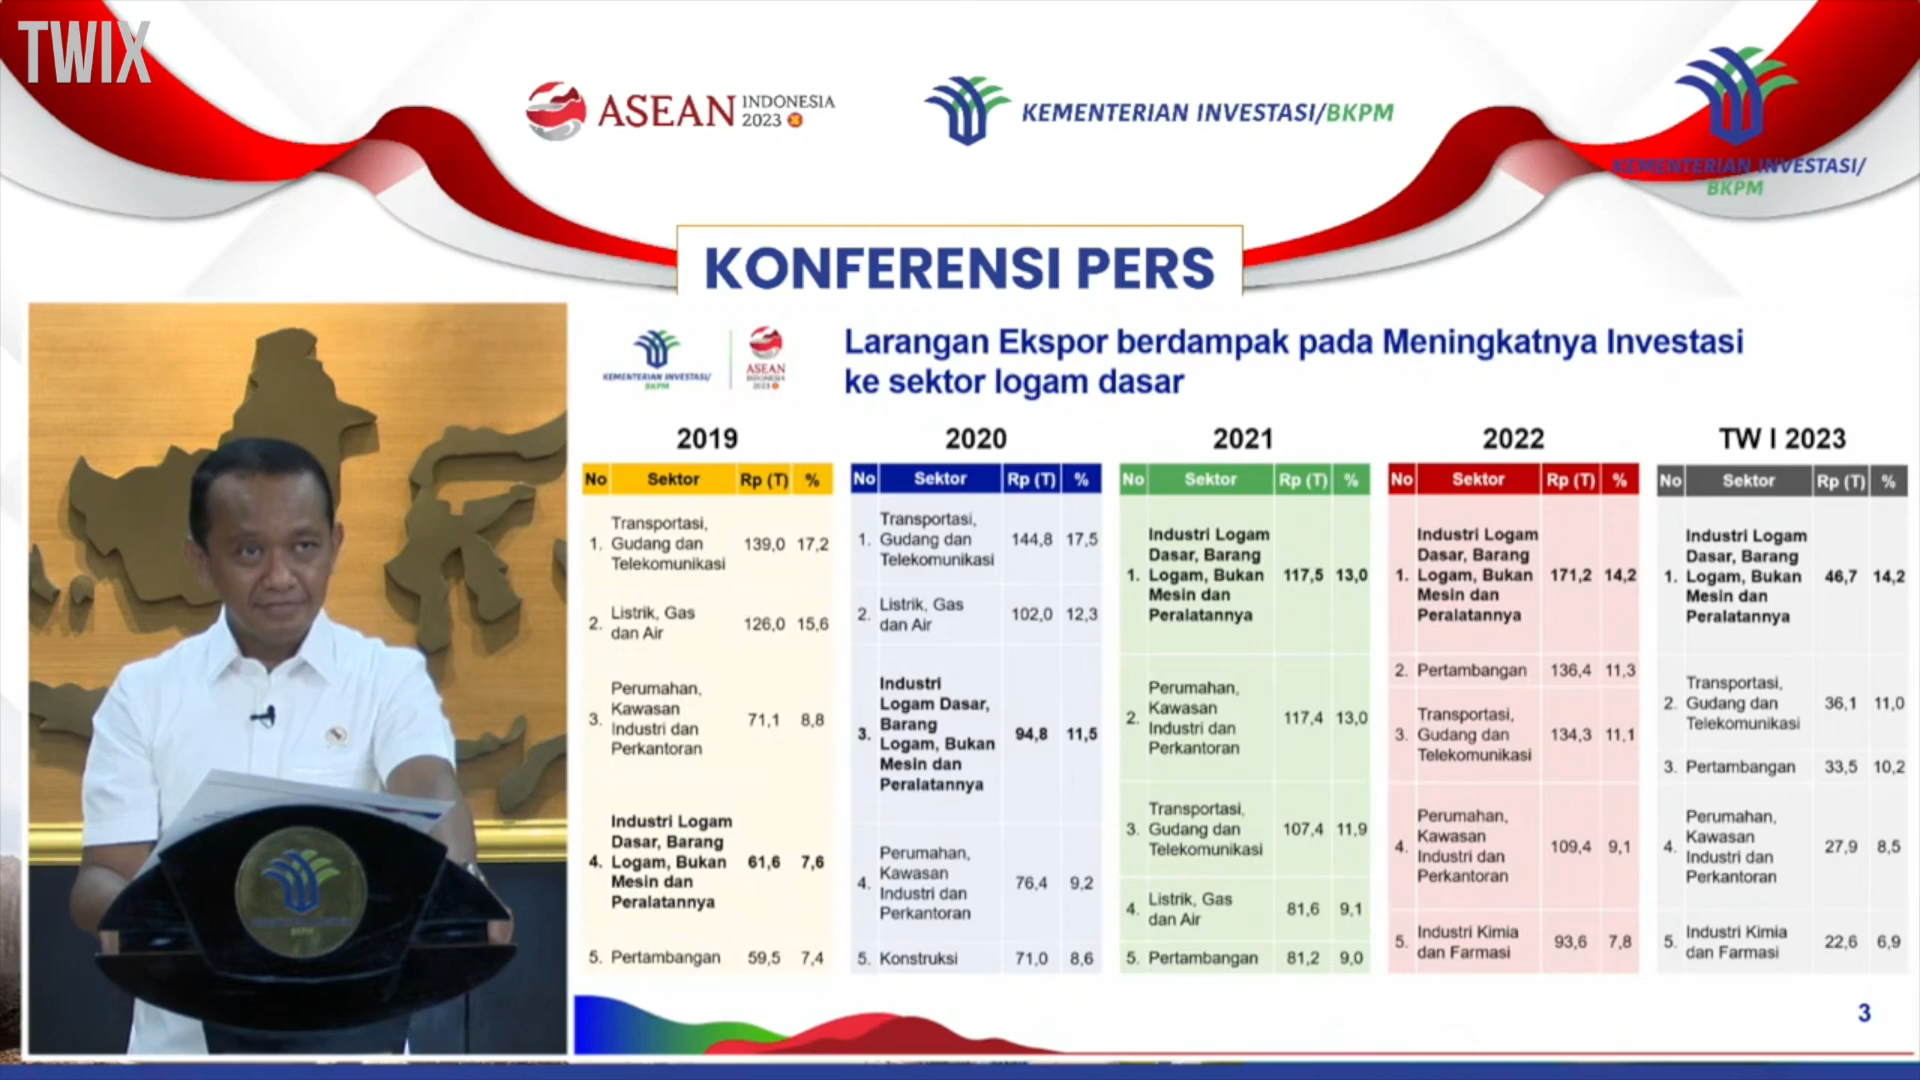 TWIX
ASEAN INDONESIA
2023
KEMENTERIAN INVESTASI/BKPM
KEMENTERIAN INVESTASI/
BKPM
KONFERENSI PERS
KEMENTERIAN INVESTASI/
BKPM
ASEAN
INDONESIA
2023
Larangan Ekspor berdampak pada Meningkatnya Investasi
ke sektor logam dasar
2019
No Sektor Rp (T) %
Transportasi,
1. Gudang dan 139,0 17,2
Telekomunikasi
2. Listrik, Gas 126,0 15,6
dan Air
Perumahan,
Kawasan
3. Industri dan 71,1 8,8
Perkantoran
Industri Logam
Dasar, Barang
4. Logam, Bukan 61,6 7,6
Mesin dan
Peralatannya
5. Pertambangan 59,5 7,4
2020
No Sektor Rp (T) %
Transportasi,
1. Gudang dan 144,8 17,5
Telekomunikasi
2. Listrik, Gas 102,0 12,3
dan Air
Industri
Logam Dasar,
Barang
3. Logam, Bukan 94,8 11,5
Mesin dan
Peralatannya
Perumahan,
Kawasan
4. Industri dan 76,4 9,2
Perkantoran
5. Konstruksi 71,0 8,6
2021
No Sektor Rp (T) %
Industri Logam
Dasar, Barang
1. Logam, Bukan 117,5 13,0
Mesin dan
Peralatannya
Perumahan,
Kawasan
2. Industri dan 117,4 13,0
Perkantoran
Transportasi,
3. Gudang dan 107,4 11,9
Telekomunikasi
4. Listrik, Gas 81,6 9,1
dan Air
5. Pertambangan 81,2 9,0
2022
No Sektor Rp (T) %
Industri Logam
Dasar, Barang
1. Logam, Bukan 171,2 14,2
Mesin dan
Peralatannya
2. Pertambangan 136,4 11,3
Transportasi,
3. Gudang dan 134,3 11,1
Telekomunikasi
Perumahan,
Kawasan
4. Industri dan 109,4 9,1
Perkantoran
5. Industri Kimia 93,6 7,8
dan Farmasi
TW I 2023
No Sektor Rp (T) %
Industri Logam
Dasar, Barang
1. Logam, Bukan 46,7 14,2
Mesin dan
Peralatannya
Transportasi,
2. Gudang dan 36,1 11,0
Telekomunikasi
3. Pertambangan 33,5 10,2
Perumahan,
Kawasan
4. Industri dan 27,9 8,5
Perkantoran
5. Industri Kimia 22,6 6,9
dan Farmasi
3
BKPM